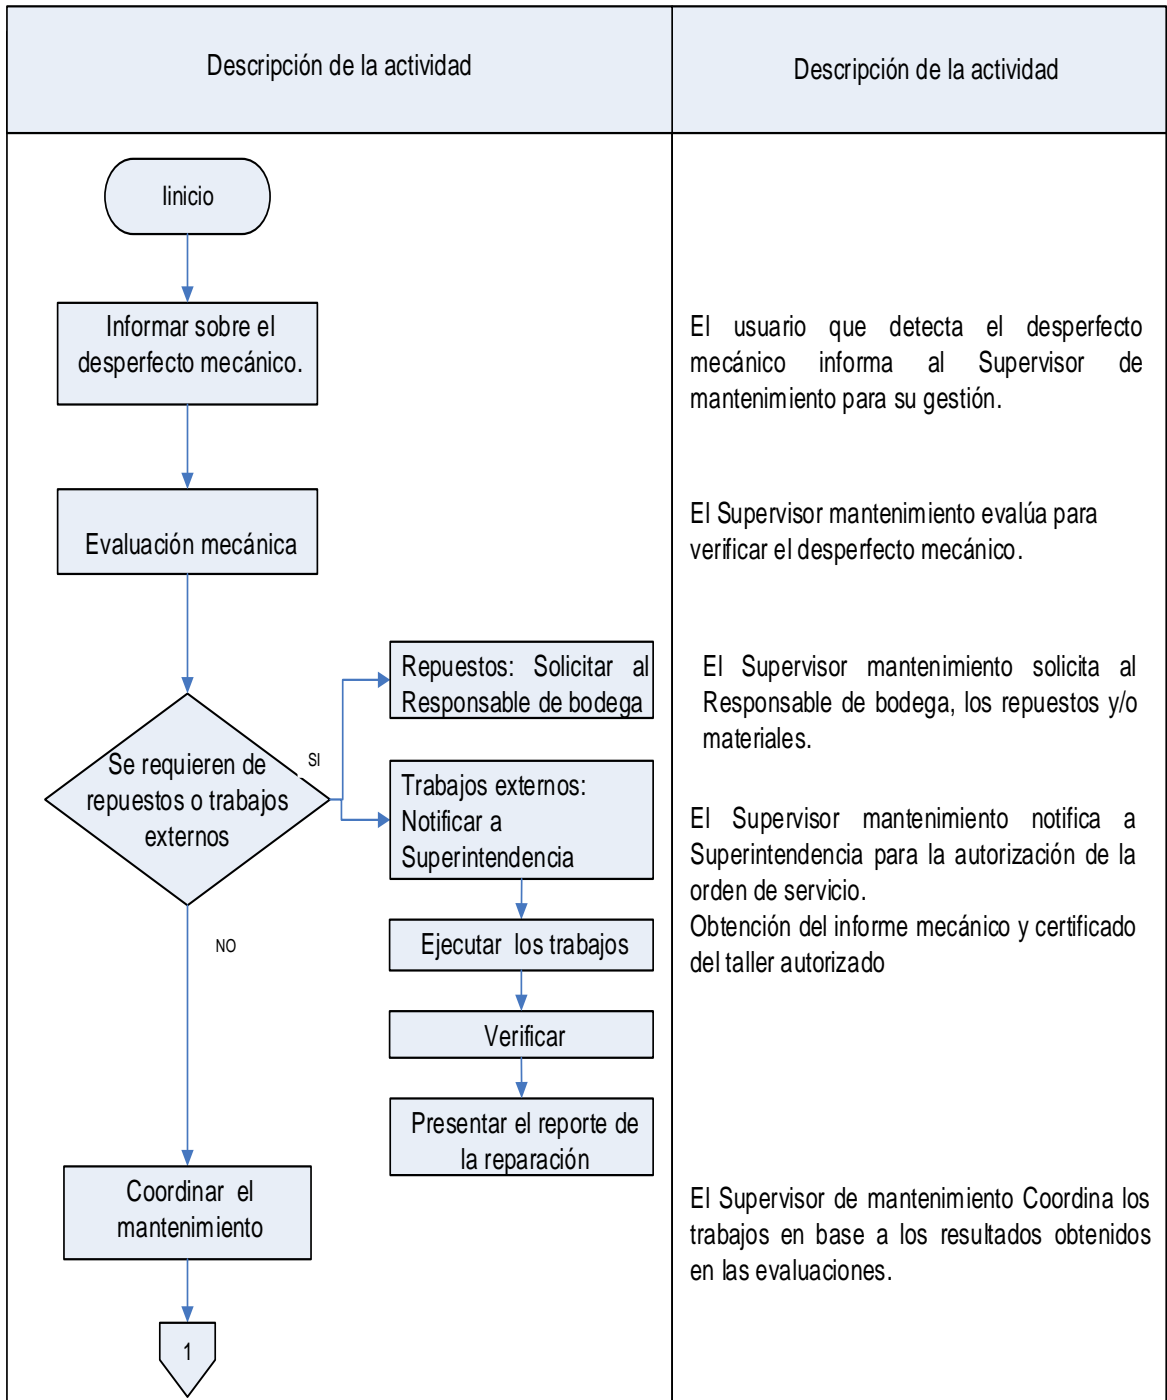 Descripción de la actividad
Descripción de la actividad
Iinicio
Informar sobre el
desperfecto mecánico.
El usuario que detecta el desperfecto
mecánico informa al Supervisor de
mantenimiento para su gestión.
Evaluación mecánica
El Supervisor mantenimiento evalúa para
verificar el desperfecto mecánico.
Se requieren de
repuestos o trabajos
externos
SI
NO
Repuestos: Solicitar al
Responsable de bodega
El Supervisor mantenimiento solicita al
Responsable de bodega, los repuestos y/o
materiales.
Trabajos externos:
Notificar a
Superintendencia
El Supervisor mantenimiento notifica a
Superintendencia para la autorización de la
orden de servicio.
Obtención del informe mecánico y certificado
del taller autorizado
Ejecutar los trabajos
Verificar
Presentar el reporte de
la reparación
Coordinar el
mantenimiento
El Supervisor de mantenimiento Coordina los
trabajos en base a los resultados obtenidos
en las evaluaciones.
1